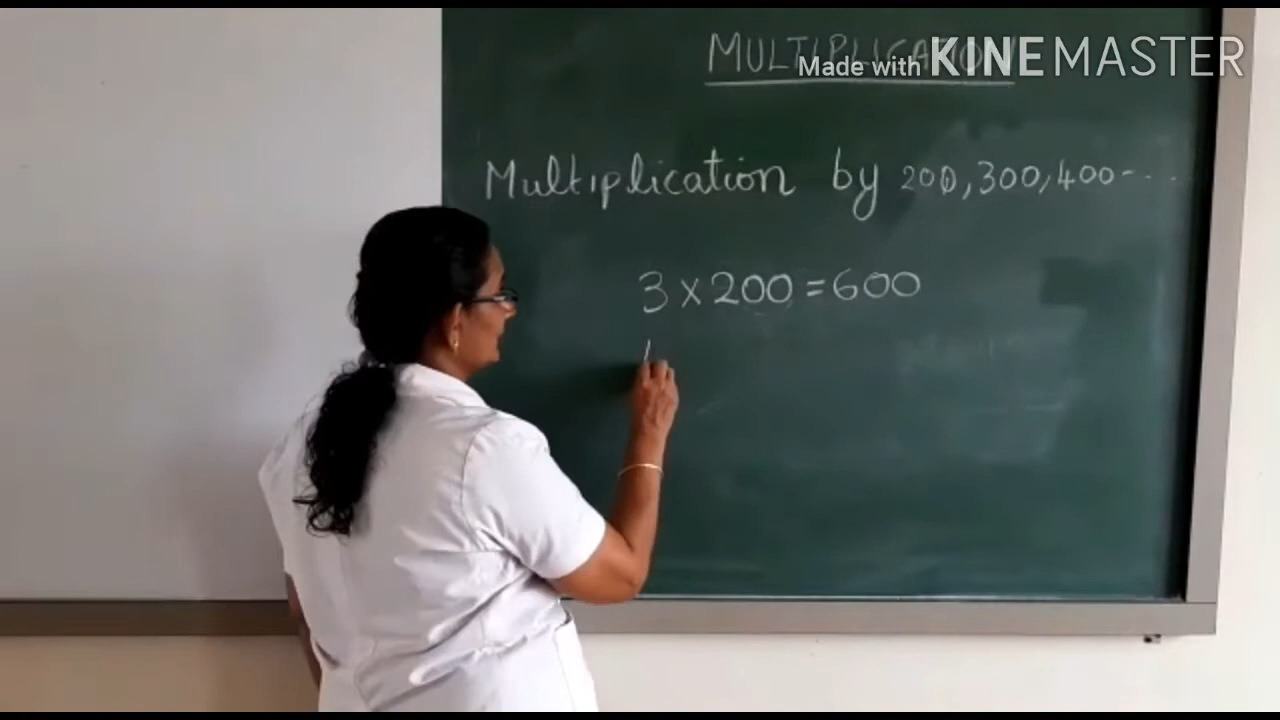 MULTIPLICATION
Made with KINEMASTER
Multiplication by 200, 300, 400-...
3 × 200 = 600